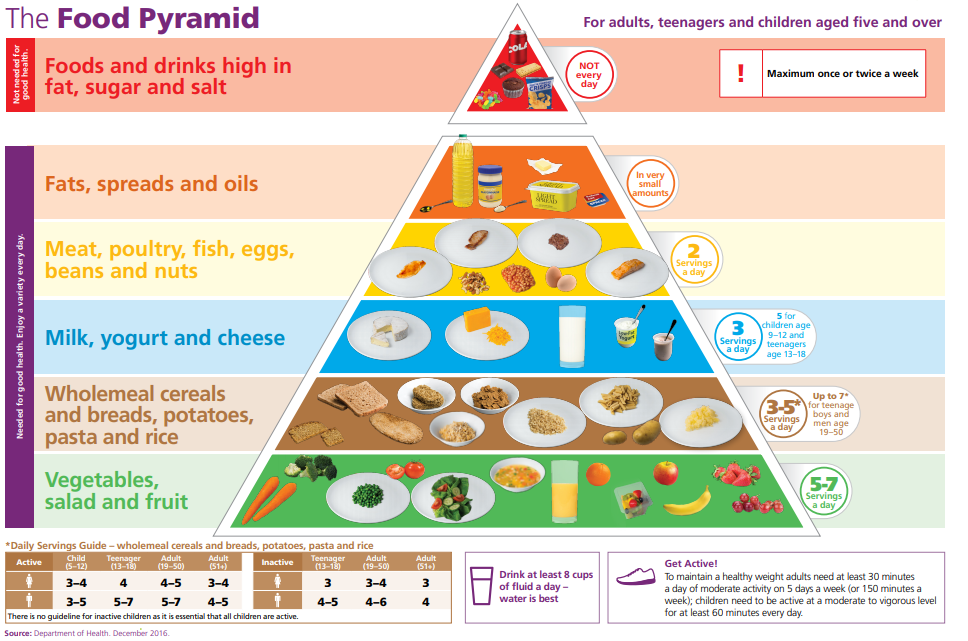 The Food Pyramid
For adults, teenagers and children aged five and over
Not needed for
good health.
Foods and drinks high in
fat, sugar and salt
COLA
CRISPS
NOT
every
day
!
Maximum once or twice a week
Needed for good health. Enjoy a variety every day.
Fats, spreads and oils
LIGHT
SPREAD
In very
small
amounts
Meat, poultry, fish, eggs,
beans and nuts
2
Servings
a day
Milk, yogurt and cheese
Yogurt
3
Servings
a day
5 for
children age
9–12 and
teenagers
age 13–18
Wholemeal cereals
and breads, potatoes,
pasta and rice
3-5*
Servings
a day
Up to 7*
for teenage
boys and
men age
19–50
Vegetables,
salad and fruit
5-7
Servings
a day
*Daily Servings Guide – wholemeal cereals and breads, potatoes, pasta and rice
Active Child (5–12) Teenager (13–18) Adult (19–50) Adult (51+) Inactive Teenager (13–18) Adult (19–50) Adult (51+)
3–4 4 4–5 3–4 3 3–4 3
3–5 5–7 5–7 4–5 4–5 4–6 4
There is no guideline for inactive children as it is essential that all children are active.
Drink at least 8 cups
of fluid a day –
water is best
Get Active!
To maintain a healthy weight adults need at least 30 minutes
a day of moderate activity on 5 days a week (or 150 minutes a
week); children need to be active at a moderate to vigorous level
for at least 60 minutes every day.
Source: Department of Health. December 2016.